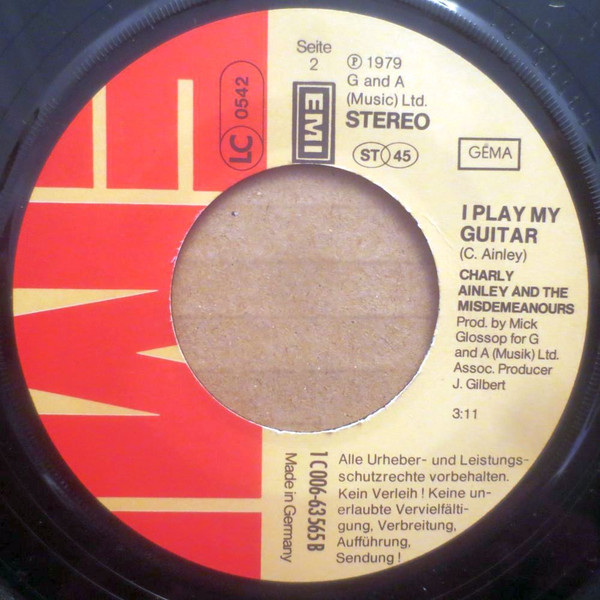 EMI
LC 0542
Seite
2
EMI
℗ 1979
G and A
(Music) Ltd.
STEREO
ST 45
GEMA
I PLAY MY
GUITAR
(C. Ainley)
CHARLY
AINLEY AND THE
MISDEMEANOURS
Prod. by Mick
Glossop for G
and A (Musik) Ltd.
Assoc. Producer
J. Gilbert
3:11
1C006-63565B
Made in Germany
Alle Urheber- und Leistungs-
schutzrechte vorbehalten.
Kein Verleih! Keine un-
erlaubte Vervielfälti-
gung, Verbreitung,
Aufführung,
Sendung!